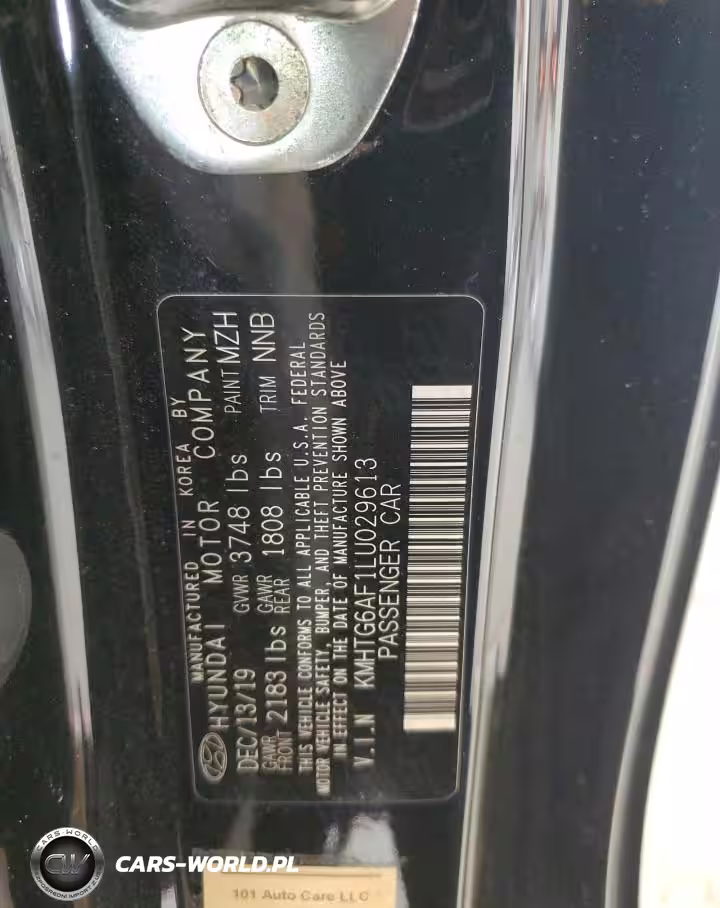 MANUFACTURED IN KOREA BY
HYUNDAI MOTOR COMPANY
DEC/13/19 GVWR 3748 lbs PAINT MZH
GAWR FRONT 2183 lbs GAWR REAR 1808 lbs TRIM NNB
THIS VEHICLE CONFORMS TO ALL APPLICABLE U.S.A. FEDERAL
MOTOR VEHICLE SAFETY, BUMPER, AND THEFT PREVENTION STANDARDS
IN EFFECT ON THE DATE OF MANUFACTURE SHOWN ABOVE
V.I.N KMHTG6AF1LU029613
PASSENGER CAR
CARS-WORLD
CW
CARS-WORLD.PL
101 Auto Care LLC